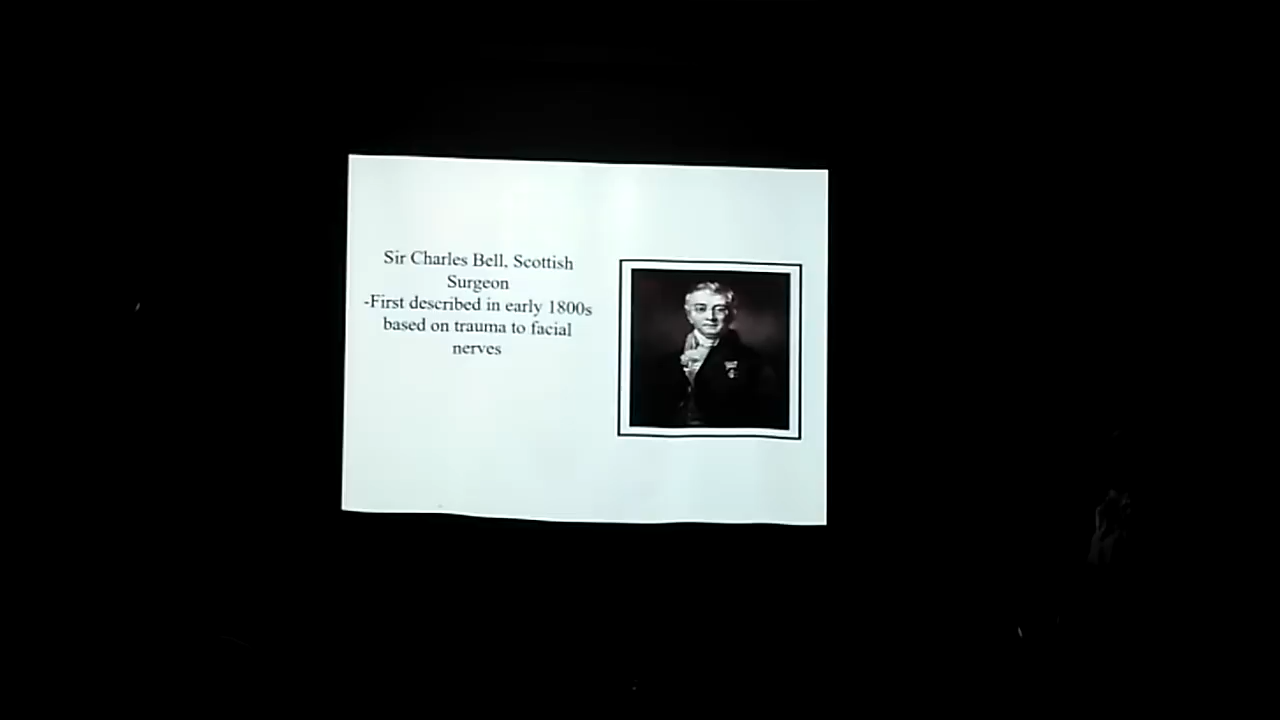 Sir Charles Bell, Scottish
Surgeon
-First described in early 1800s
based on trauma to facial
nerves